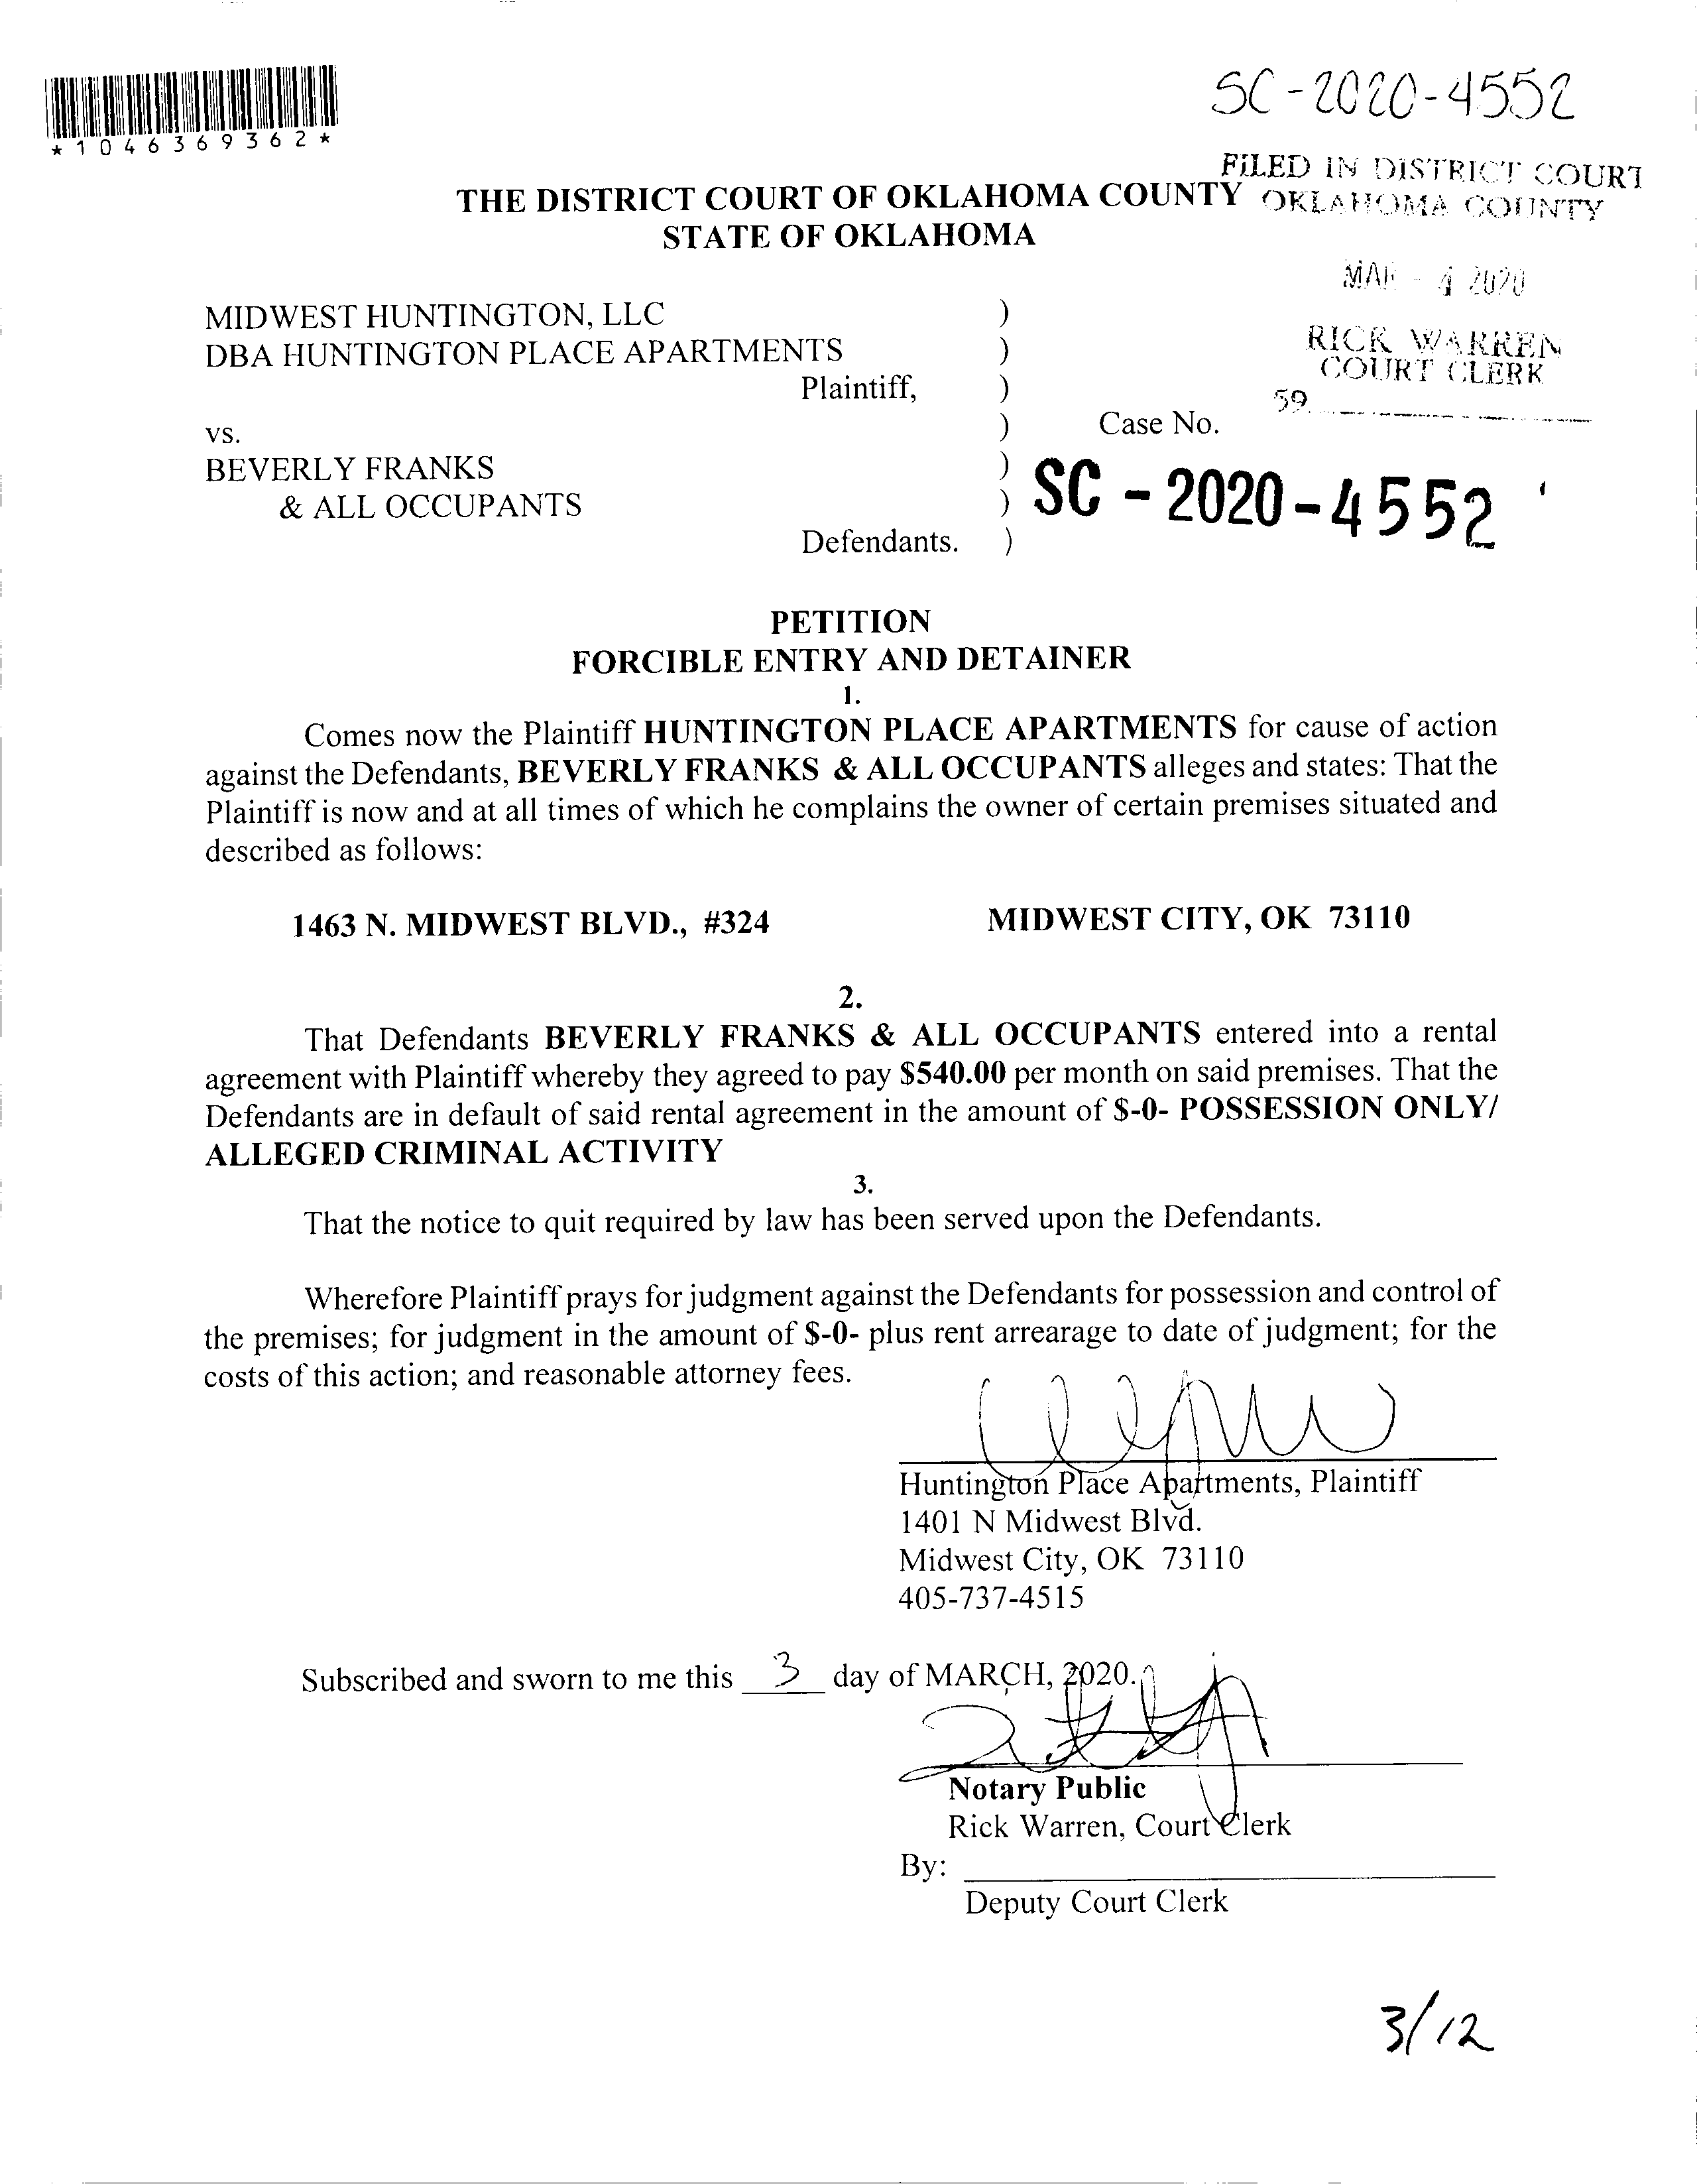 *1046369362*
SC-2020-4552
FILED IN DISTRICT COURT
OKLAHOMA COUNTY
THE DISTRICT COURT OF OKLAHOMA COUNTY
STATE OF OKLAHOMA
MAR - 4 2020
RICK WARREN
COURT CLERK
59
MIDWEST HUNTINGTON, LLC )
DBA HUNTINGTON PLACE APARTMENTS )
Plaintiff, )
vs. ) Case No.
BEVERLY FRANKS )
& ALL OCCUPANTS ) SC - 2020 - 4552
Defendants. )
PETITION
FORCIBLE ENTRY AND DETAINER
1.
Comes now the Plaintiff HUNTINGTON PLACE APARTMENTS for cause of action
against the Defendants, BEVERLY FRANKS & ALL OCCUPANTS alleges and states: That the
Plaintiff is now and at all times of which he complains the owner of certain premises situated and
described as follows:
1463 N. MIDWEST BLVD., #324 MIDWEST CITY, OK 73110
2.
That Defendants BEVERLY FRANKS & ALL OCCUPANTS entered into a rental
agreement with Plaintiff whereby they agreed to pay $540.00 per month on said premises. That the
Defendants are in default of said rental agreement in the amount of $-0- POSSESSION ONLY/
ALLEGED CRIMINAL ACTIVITY
3.
That the notice to quit required by law has been served upon the Defendants.
Wherefore Plaintiff prays for judgment against the Defendants for possession and control of
the premises; for judgment in the amount of $-0- plus rent arrearage to date of judgment; for the
costs of this action; and reasonable attorney fees.
Huntington Place Apartments, Plaintiff
1401 N Midwest Blvd.
Midwest City, OK 73110
405-737-4515
Subscribed and sworn to me this 3 day of MARCH, 2020.
Notary Public
Rick Warren, Court Clerk
By:
Deputy Court Clerk
3/12